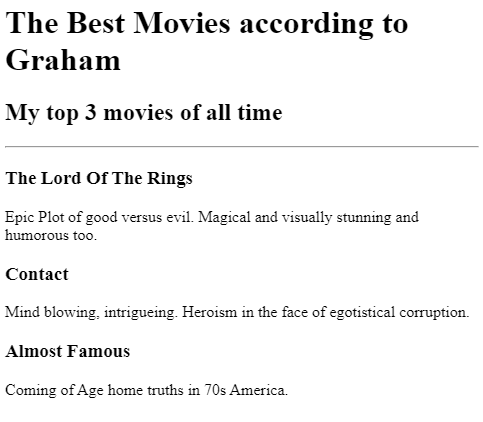 The Best Movies according to
Graham
My top 3 movies of all time
The Lord Of The Rings
Epic Plot of good versus evil. Magical and visually stunning and
humorous too.
Contact
Mind blowing, intrigueing. Heroism in the face of egotistical corruption.
Almost Famous
Coming of Age home truths in 70s America.